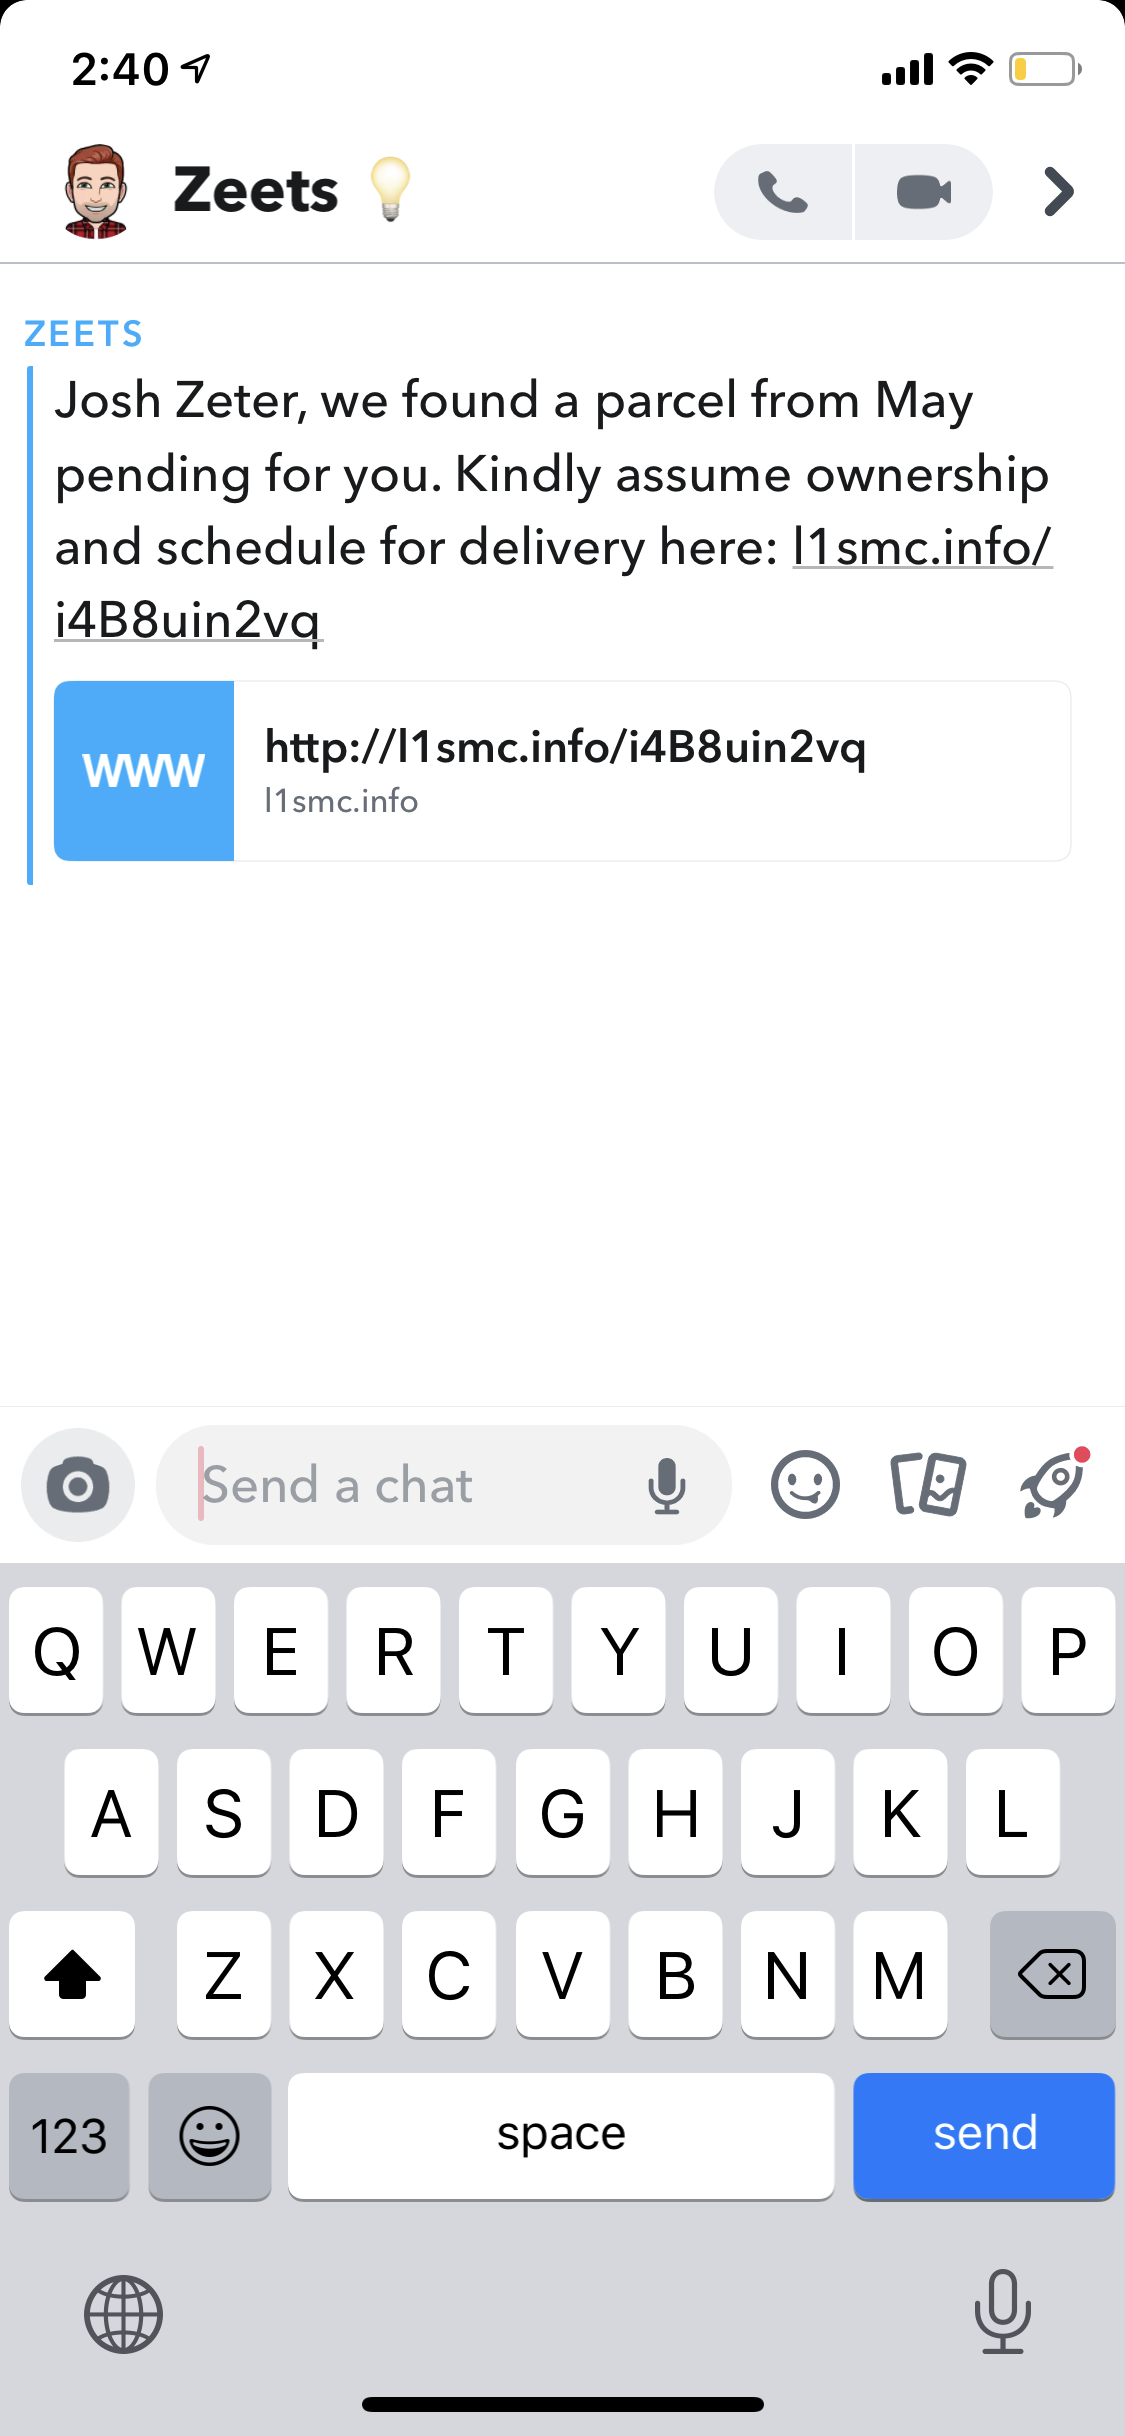 2:40
Zeets 💡
ZEETS
Josh Zeter, we found a parcel from May
pending for you. Kindly assume ownership
and schedule for delivery here: l1smc.info/
i4B8uin2vq
www
http://l1smc.info/i4B8uin2vq
l1smc.info
Send a chat
Q W E R T Y U I O P
A S D F G H J K L
Z X C V B N M
123 space send